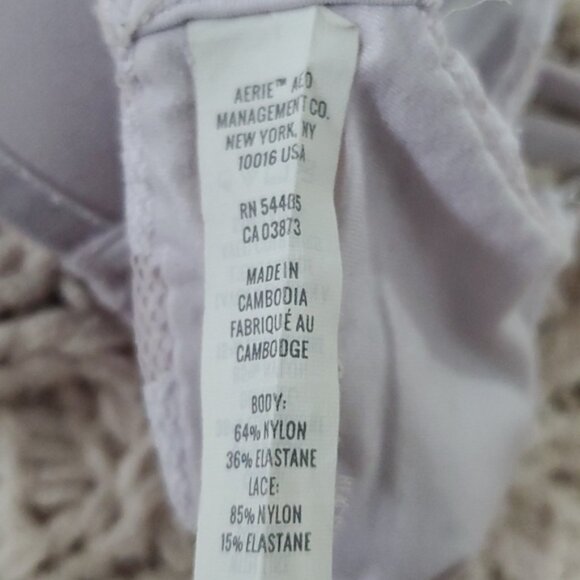 AERIE™ AEO
MANAGEMENT CO.
NEW YORK, NY
10016 USA
RN 54485
CA 03873
MADE IN
CAMBODIA
FABRIQUÉ AU
CAMBODGE
BODY:
64% NYLON
36% ELASTANE
LACE:
85% NYLON
15% ELASTANE